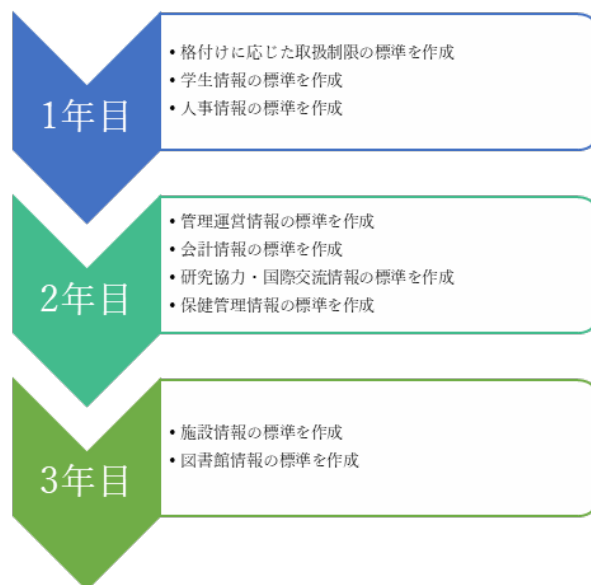 1年目
• 格付けに応じた取扱制限の標準を作成
• 学生情報の標準を作成
• 人事情報の標準を作成
2年目
• 管理運営情報の標準を作成
• 会計情報の標準を作成
• 研究協力・国際交流情報の標準を作成
• 保健管理情報の標準を作成
3年目
• 施設情報の標準を作成
• 図書館情報の標準を作成